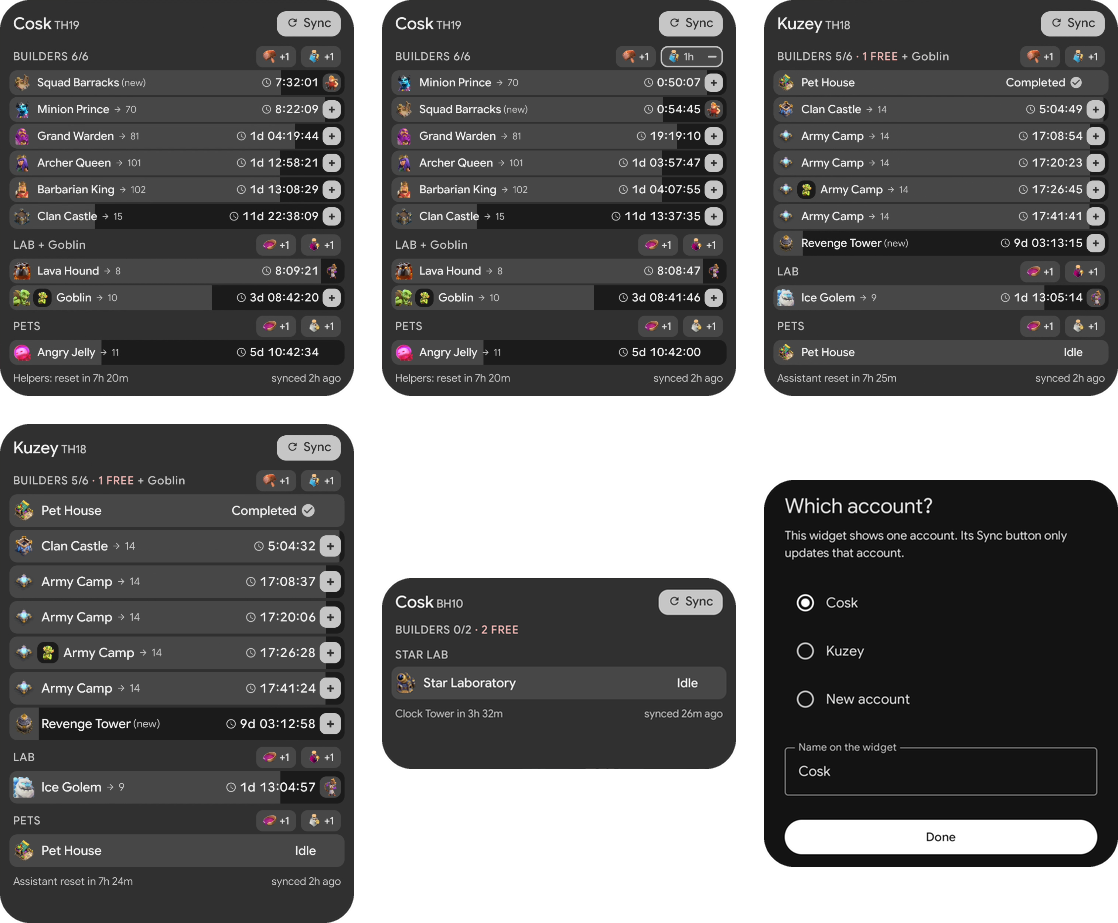 Cosk TH19 Sync
BUILDERS 6/6 +1 +1
Squad Barracks (new) 7:32:01
Minion Prince → 70 8:22:09 +
Grand Warden → 81 1d 04:19:44 +
Archer Queen → 101 1d 12:58:21 +
Barbarian King → 102 1d 13:08:29 +
Clan Castle → 15 11d 22:38:09 +
LAB + Goblin +1 +1
Lava Hound → 8 8:09:21
Goblin → 10 3d 08:42:20 +
PETS +1 +1
Angry Jelly → 11 5d 10:42:34
Helpers: reset in 7h 20m synced 2h ago
Cosk TH19 Sync
BUILDERS 6/6 +1 1h −
Minion Prince → 70 0:50:07 +
Squad Barracks (new) 0:54:45
Grand Warden → 81 19:19:10 +
Archer Queen → 101 1d 03:57:47 +
Barbarian King → 102 1d 04:07:55 +
Clan Castle → 15 11d 13:37:35 +
LAB + Goblin +1 +1
Lava Hound → 8 8:08:47
Goblin → 10 3d 08:41:46 +
PETS +1 +1
Angry Jelly → 11 5d 10:42:00
Helpers: reset in 7h 20m synced 2h ago
Kuzey TH18 Sync
BUILDERS 5/6 · 1 FREE + Goblin +1 +1
Pet House Completed
Clan Castle → 14 5:04:49 +
Army Camp → 14 17:08:54 +
Army Camp → 14 17:20:23 +
Army Camp → 14 17:26:45 +
Army Camp → 14 17:41:41 +
Revenge Tower (new) 9d 03:13:15 +
LAB +1 +1
Ice Golem → 9 1d 13:05:14
PETS +1 +1
Pet House Idle
Assistant reset in 7h 25m synced 2h ago
Kuzey TH18 Sync
BUILDERS 5/6 · 1 FREE + Goblin +1 +1
Pet House Completed
Clan Castle → 14 5:04:32 +
Army Camp → 14 17:08:37 +
Army Camp → 14 17:20:06 +
Army Camp → 14 17:26:28 +
Army Camp → 14 17:41:24 +
Revenge Tower (new) 9d 03:12:58 +
LAB +1 +1
Ice Golem → 9 1d 13:04:57
PETS +1 +1
Pet House Idle
Assistant reset in 7h 24m synced 2h ago
Cosk BH10 Sync
BUILDERS 0/2 · 2 FREE
STAR LAB
Star Laboratory Idle
Clock Tower in 3h 32m synced 26m ago
Which account?
This widget shows one account. Its Sync button only
updates that account.
Cosk
Kuzey
New account
Name on the widget
Cosk
Done